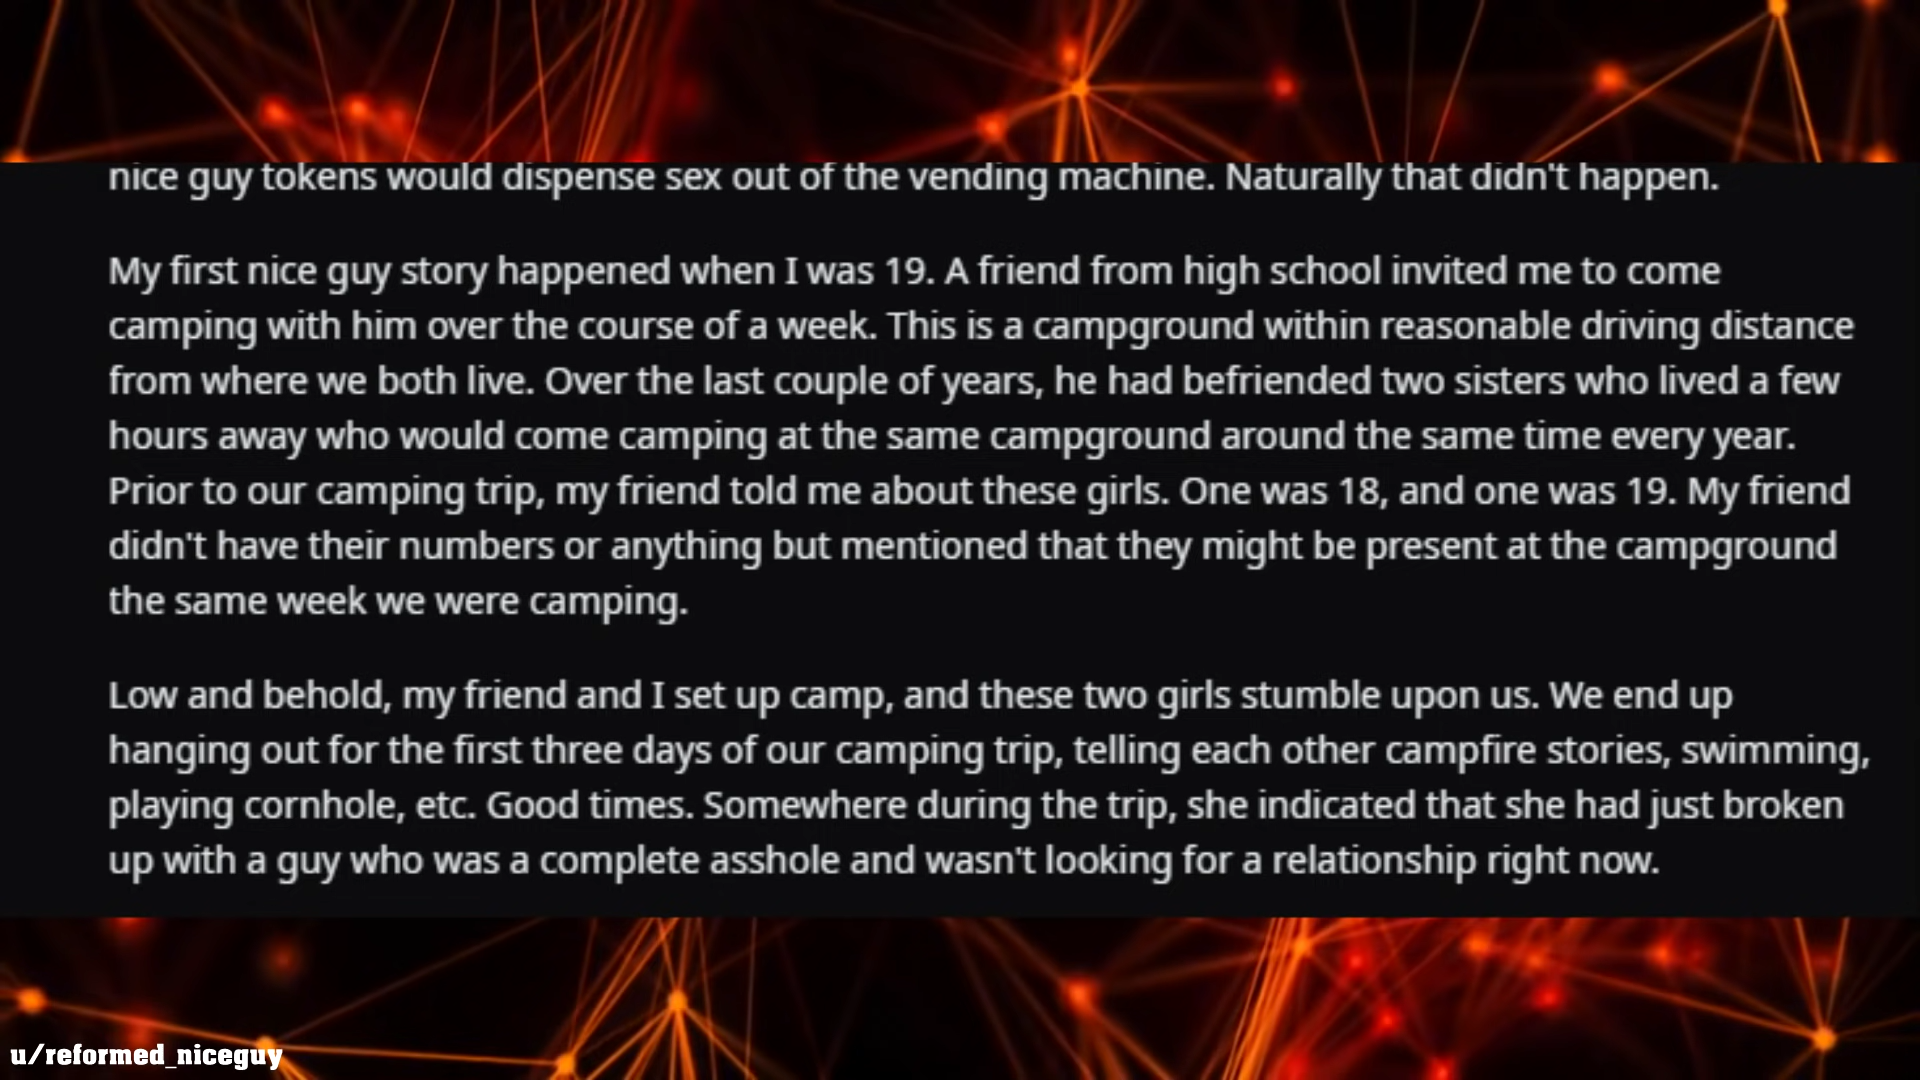 nice guy tokens would dispense sex out of the vending machine. Naturally that didn't happen.
My first nice guy story happened when I was 19. A friend from high school invited me to come
camping with him over the course of a week. This is a campground within reasonable driving distance
from where we both live. Over the last couple of years, he had befriended two sisters who lived a few
hours away who would come camping at the same campground around the same time every year.
Prior to our camping trip, my friend told me about these girls. One was 18, and one was 19. My friend
didn't have their numbers or anything but mentioned that they might be present at the campground
the same week we were camping.
Low and behold, my friend and I set up camp, and these two girls stumble upon us. We end up
hanging out for the first three days of our camping trip, telling each other campfire stories, swimming,
playing cornhole, etc. Good times. Somewhere during the trip, she indicated that she had just broken
up with a guy who was a complete asshole and wasn't looking for a relationship right now.
u/reformed_niceguy